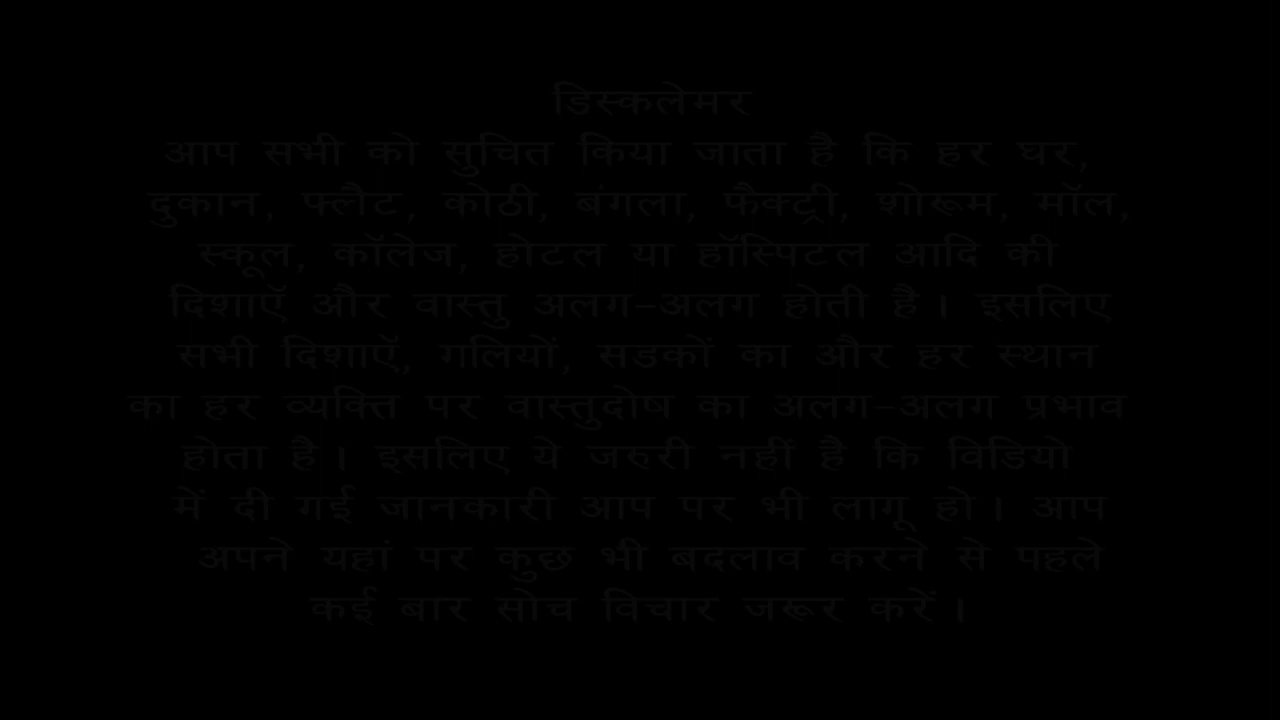 डिस्कलेमर
आप सभी को सुचित किया जाता है कि हर घर,
दुकान, फ्लैट, कोठी, बंगला, फैक्ट्री, शोरूम, मॉल,
स्कूल, कॉलेज, होटल या हॉस्पिटल आदि की
दिशाएॅं और वास्तु अलग–अलग होती है। इसलिए
सभी दिशाएॅं, गलियों, सडकों का और हर स्थान
का हर व्यक्ति पर वास्तुदोष का अलग–अलग प्रभाव
होता है। इसलिए ये जरुरी नहीं है कि विडियो
में दी गई जानकारी आप पर भी लागू हो। आप
अपने यहां पर कुछ भी बदलाव करने से पहले
कई बार सोच विचार जरूर करें।